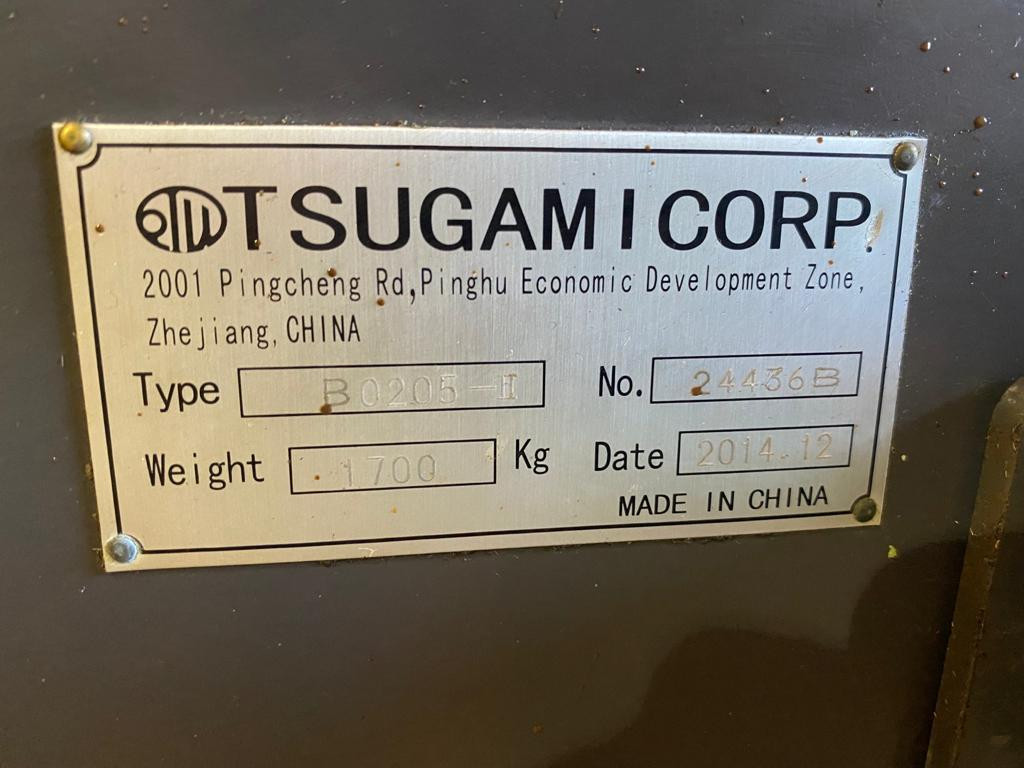 TSUGAMI CORP.
2001 Pingcheng Rd,Pinghu Economic Development Zone,
Zhejiang, CHINA
Type B0205-II No. 24436B
Weight 1700 Kg Date 2014.12
MADE IN CHINA